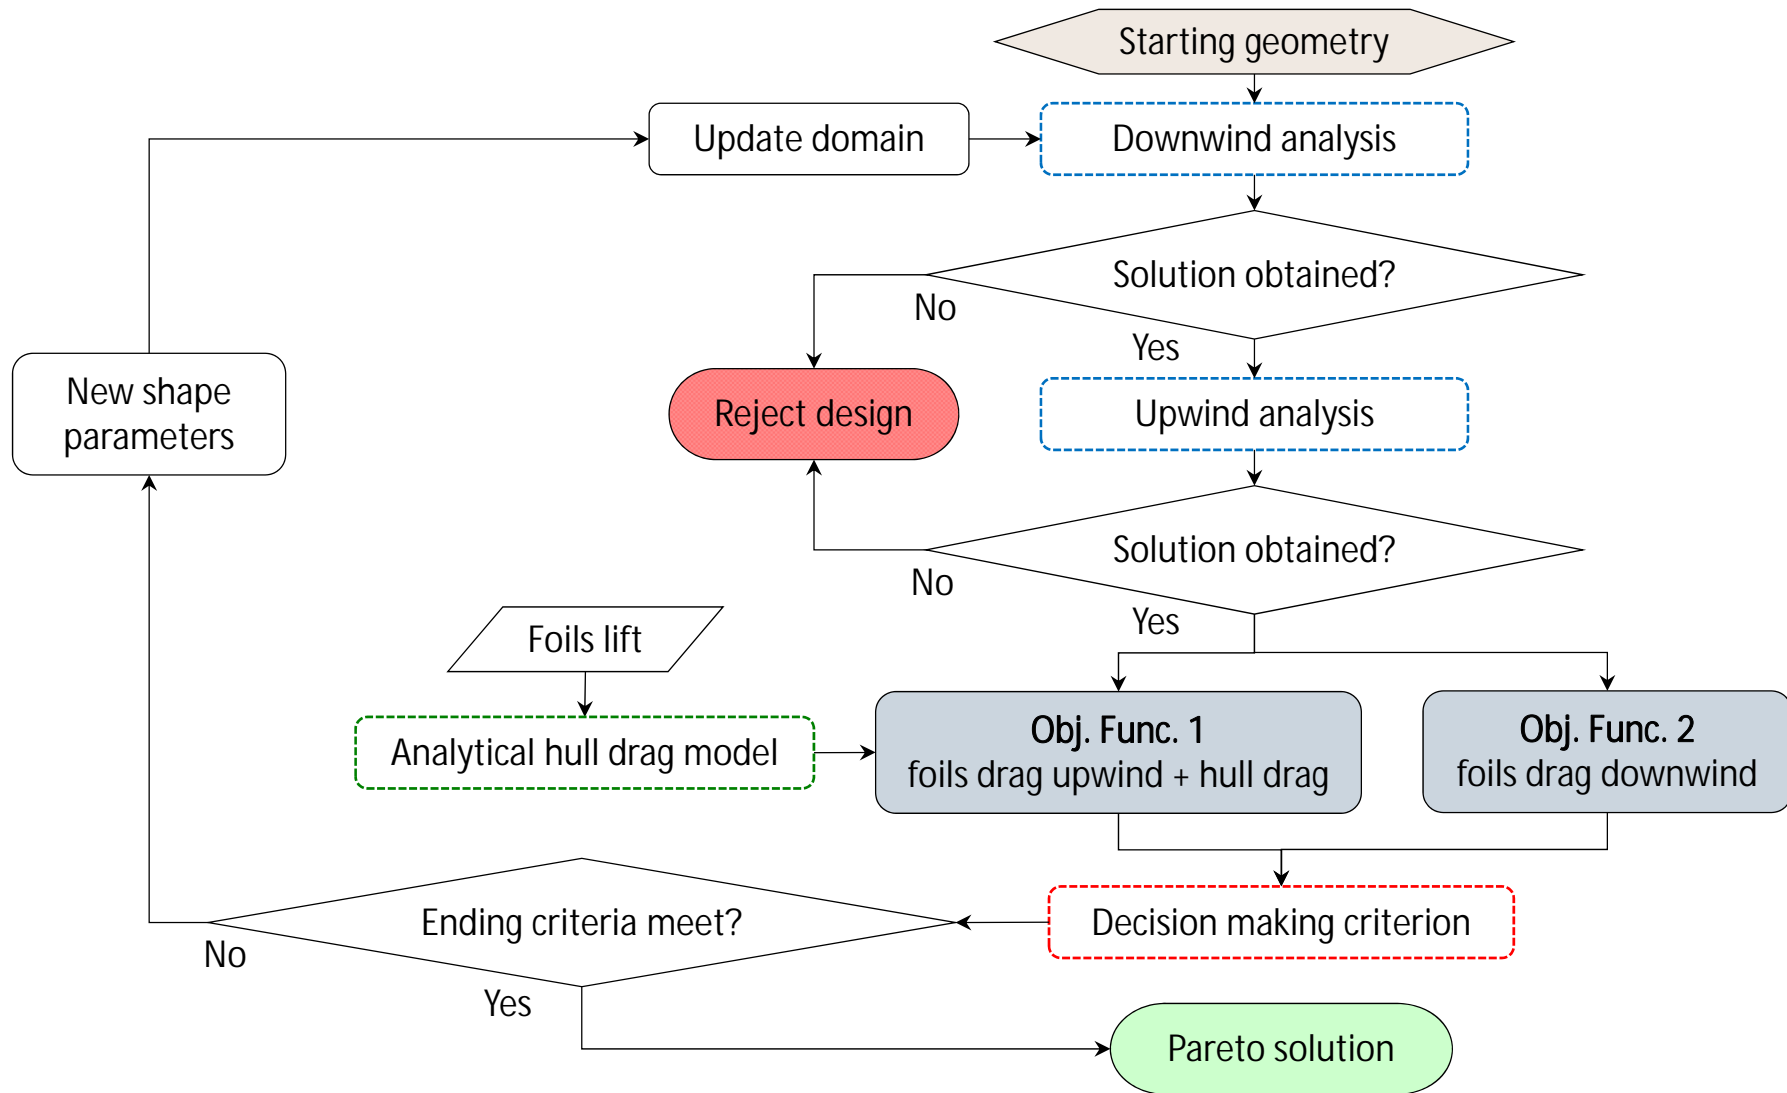 Starting geometry
Update domain
Downwind analysis
Solution obtained?
No
Yes
New shape
parameters
Reject design
Upwind analysis
Solution obtained?
No
Yes
Foils lift
Analytical hull drag model
Obj. Func. 1
foils drag upwind + hull drag
Obj. Func. 2
foils drag downwind
Ending criteria meet?
Decision making criterion
No
Yes
Pareto solution